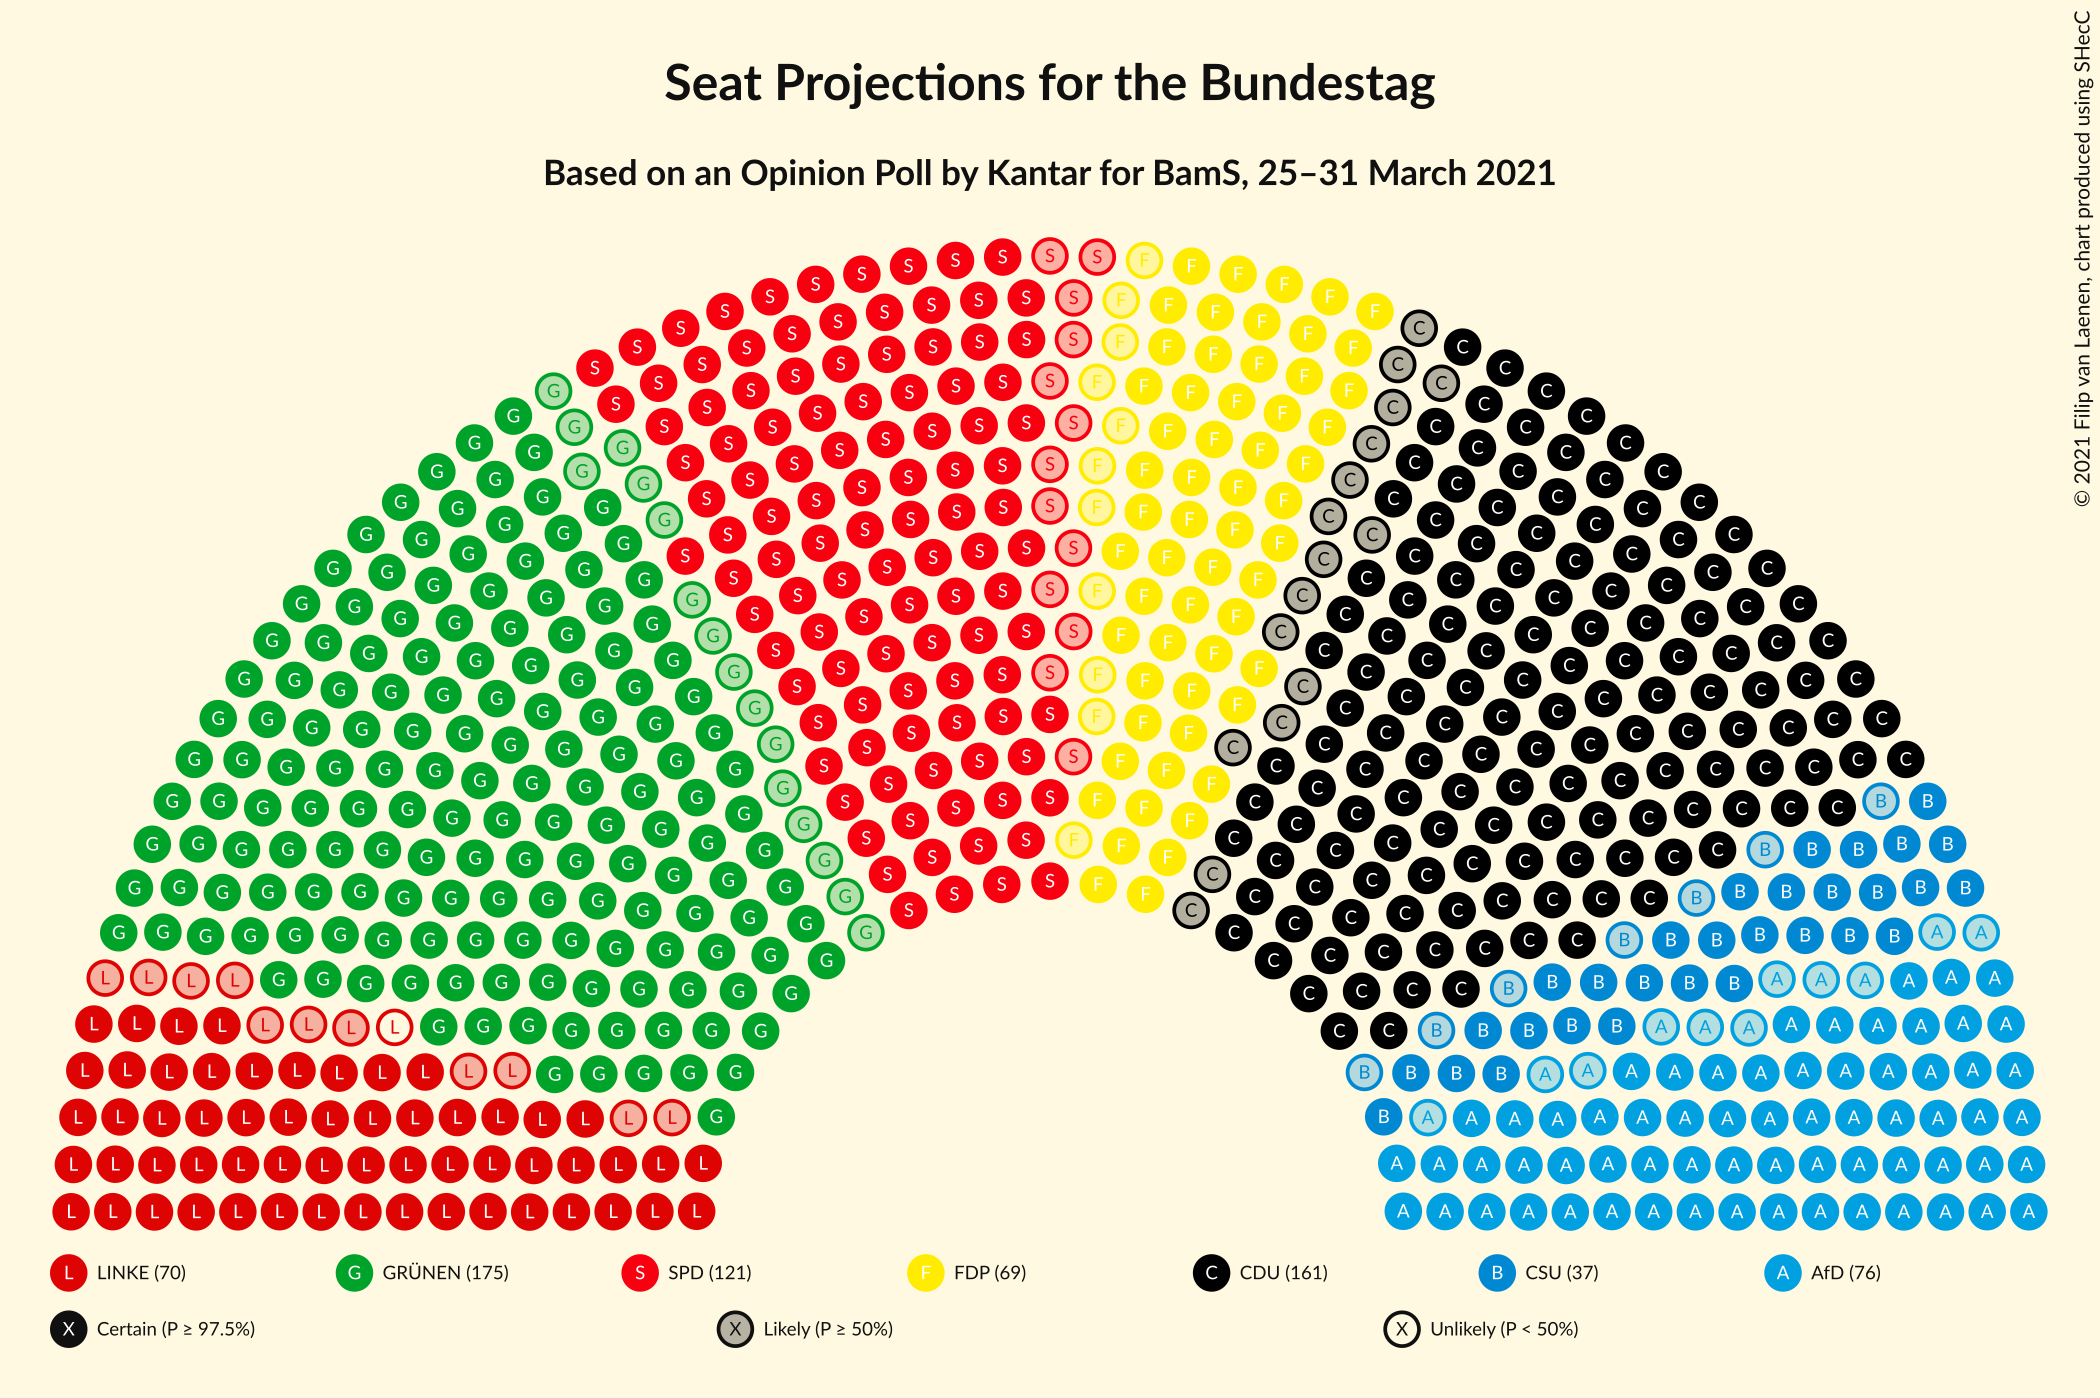 Seat Projections for the Bundestag
Based on an Opinion Poll by Kantar for BamS, 25–31 March 2021
© 2021 Filip van Laenen, chart produced using SHecC
L LINKE (70) G GRÜNEN (175) S SPD (121) F FDP (69) C CDU (161) B CSU (37) A AfD (76)
X Certain (P ≥ 97.5%) X Likely (P ≥ 50%) X Unlikely (P < 50%)